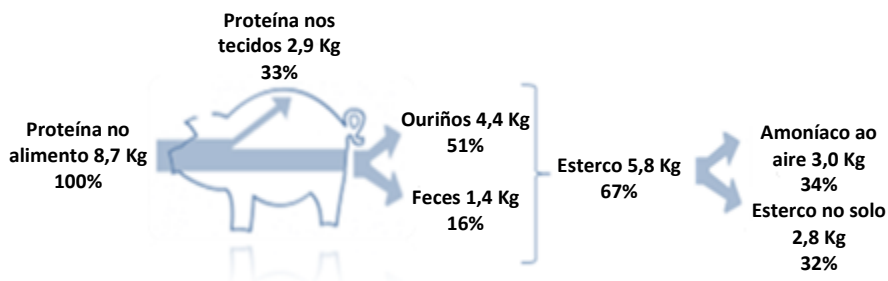 Proteína nos
tecidos 2,9 Kg
33%
Proteína no
alimento 8,7 Kg
100%
Ouriños 4,4 Kg
51%
Feces 1,4 Kg
16%
Esterco 5,8 Kg
67%
Amoníaco ao
aire 3,0 Kg
34%
Esterco no solo
2,8 Kg
32%